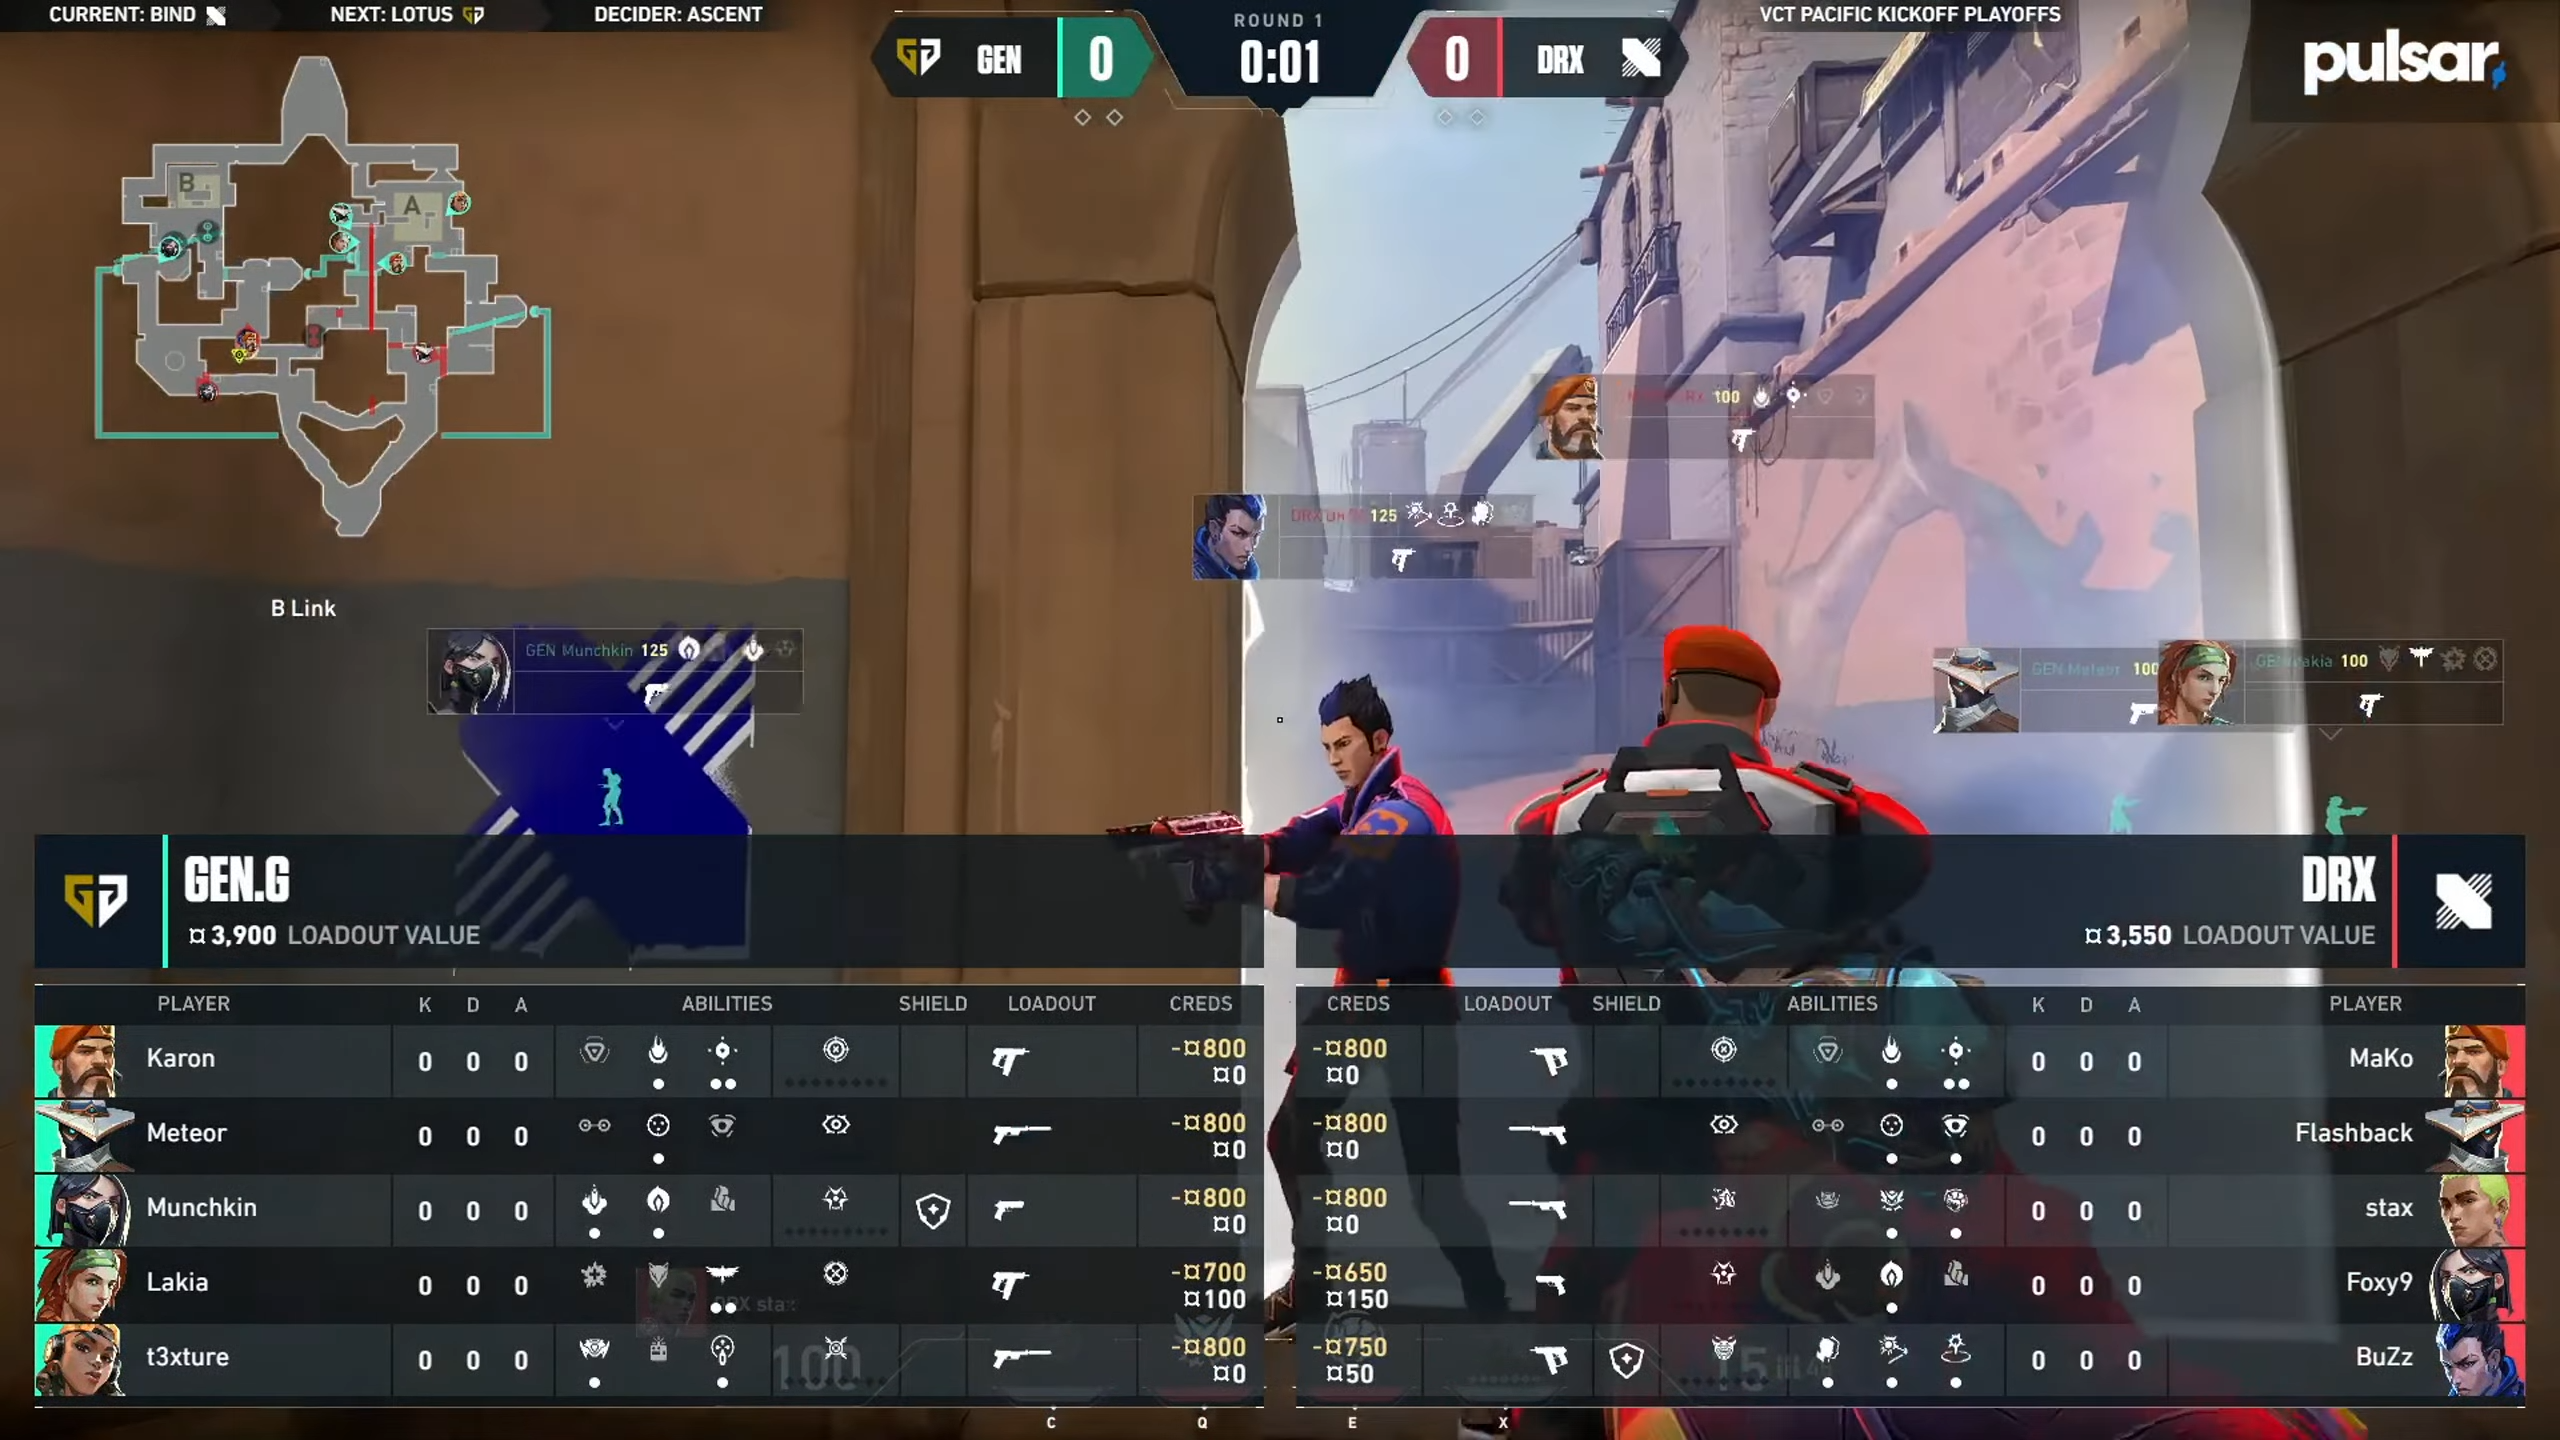 CURRENT: BIND
NEXT: LOTUS
DECIDER: ASCENT
GEN
0
ROUND 1
0:01
0
DRX
VCT PACIFIC KICKOFF PLAYOFFS
pulsar
B
A
B Link
100
125
GEN Munchkin 125
GEN Meteor 100
100
GEN.G
¤ 3,900 LOADOUT VALUE
DRX
¤ 3,550 LOADOUT VALUE
PLAYER K D A ABILITIES SHIELD LOADOUT CREDS
Karon 0 0 0 -¤800 ¤0
Meteor 0 0 0 -¤800 ¤0
Munchkin 0 0 0 -¤800 ¤0
Lakia 0 0 0 -¤700 ¤100
DRX stax
t3xture 0 0 0 -¤800 ¤0
100
CREDS LOADOUT SHIELD ABILITIES K D A PLAYER
-¤800 ¤0 0 0 0 MaKo
-¤800 ¤0 0 0 0 Flashback
-¤800 ¤0 0 0 0 stax
-¤650 ¤150 0 0 0 Foxy9
-¤750 ¤50 0 0 0 BuZz
C Q E X